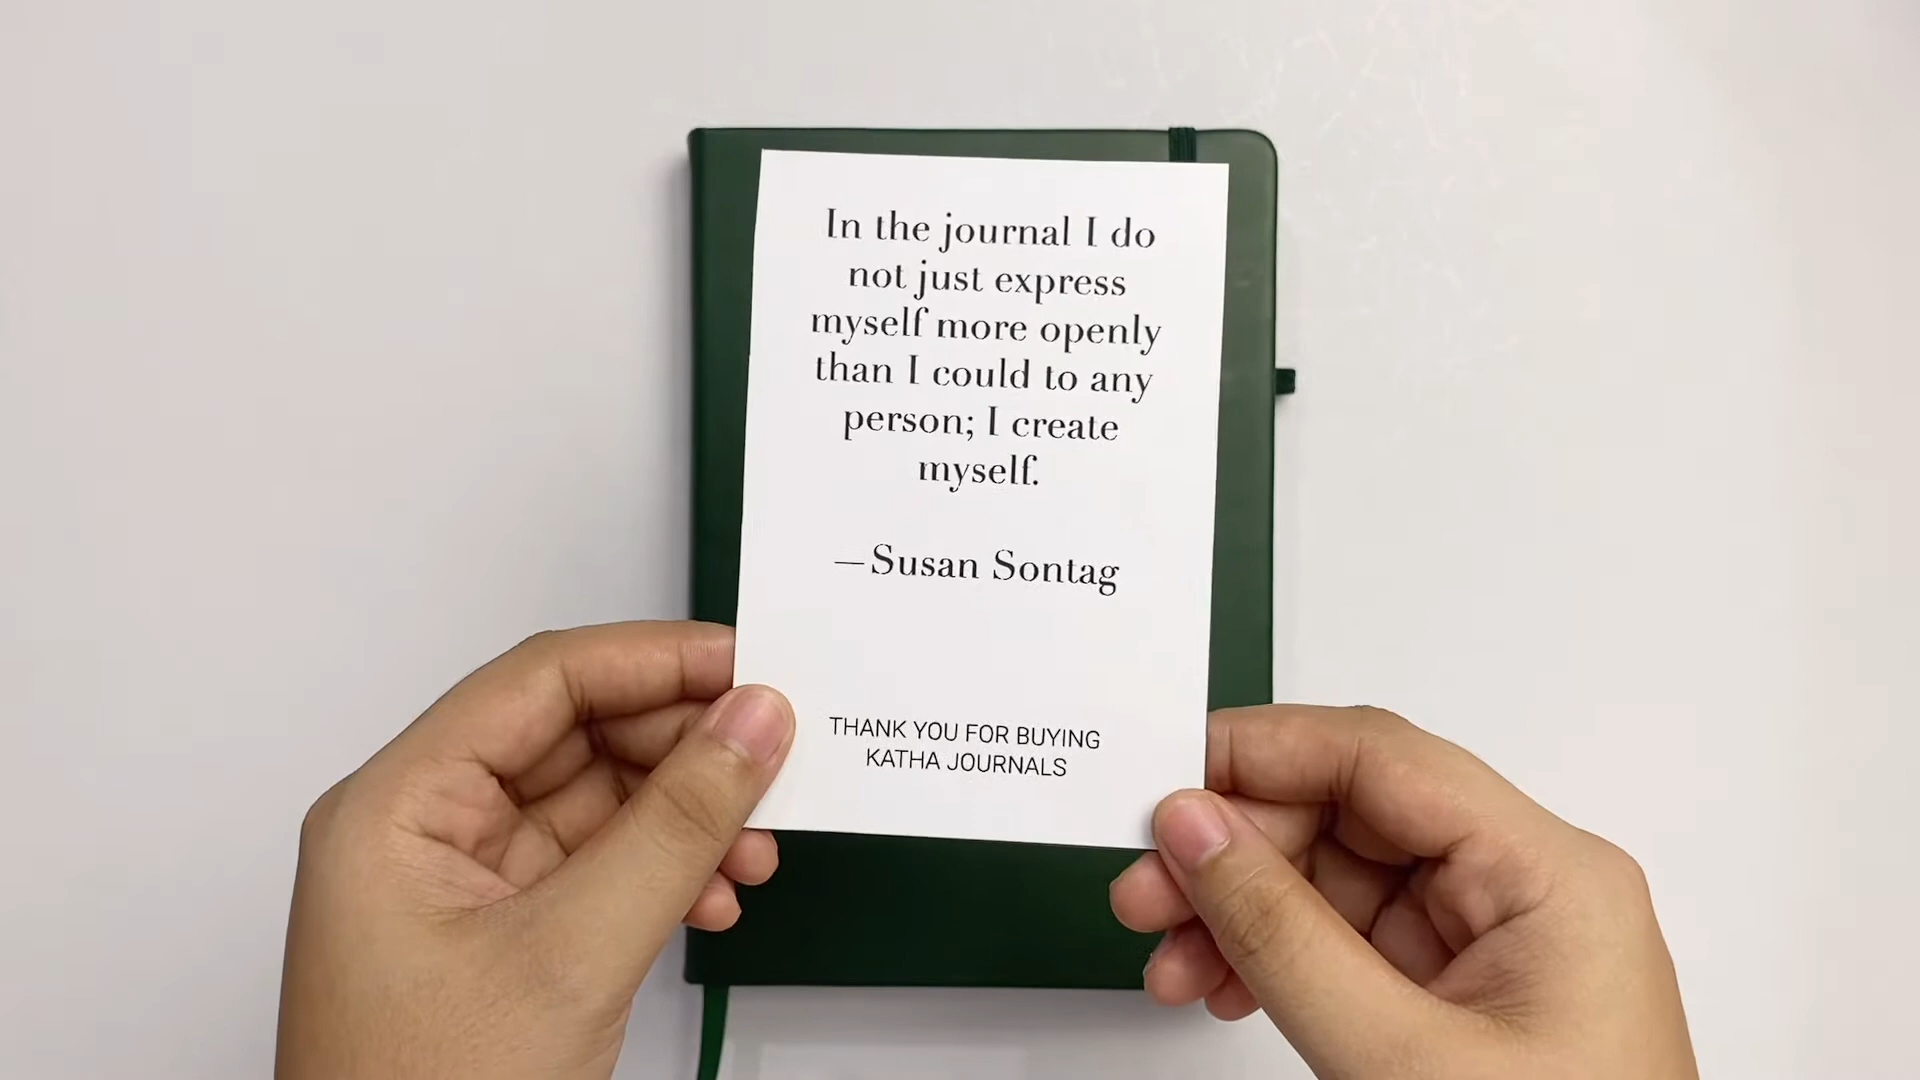 In the journal I do
not just express
myself more openly
than I could to any
person; I create
myself.
—Susan Sontag
THANK YOU FOR BUYING
KATHA JOURNALS